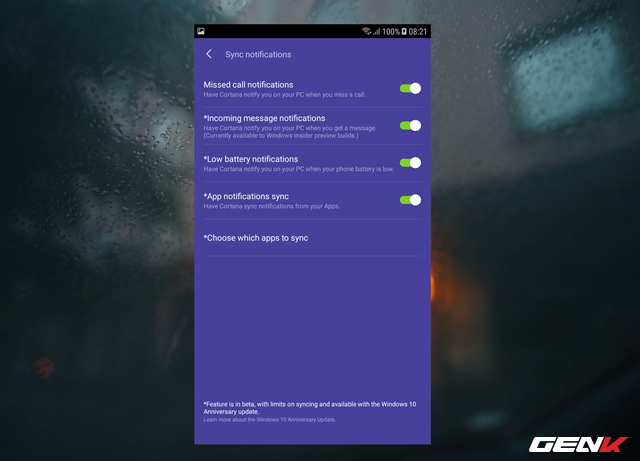 100% 08:21
Sync notifications
Missed call notifications
Have Cortana notify you on your PC when you miss a call.
*Incoming message notifications
Have Cortana notify you on your PC when you get a message.
(Currently available to Windows insider preview builds.)
*Low battery notifications
Have Cortana notify you on your PC when your phone battery is low.
*App notifications sync
Have Cortana sync notifications from your Apps.
*Choose which apps to sync
*Feature is in beta, with limits on syncing and available with the Windows 10
Anniversary update.
Learn more about the Windows 10 Anniversary Update.
GENK